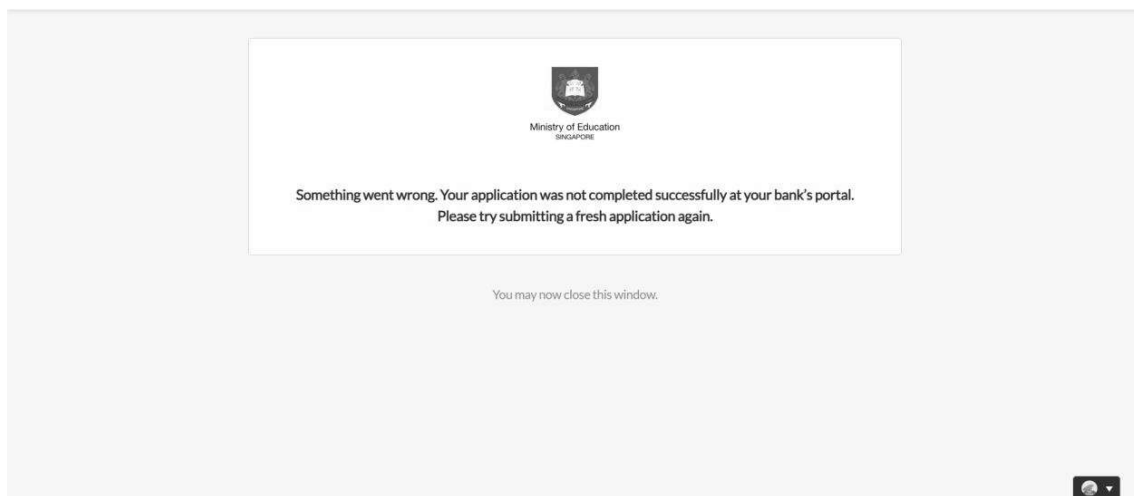 Ministry of Education
SINGAPORE
Something went wrong. Your application was not completed successfully at your bank’s portal.
Please try submitting a fresh application again.
You may now close this window.